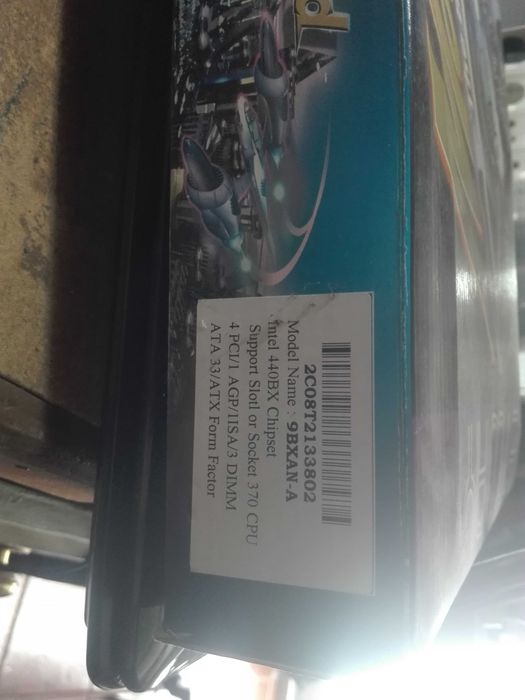 2C08T2133802
Model Name : 9BXAN-A
Intel 440BX Chipset
Support Slot1 or Socket 370 CPU
4 PCI/1 AGP/1ISA/3 DIMM
ATA 33/ATX Form Factor